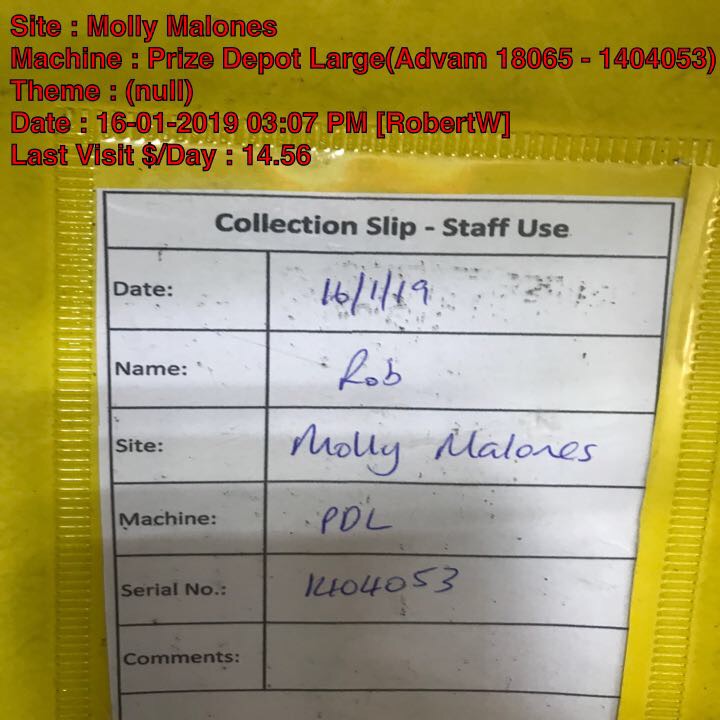 Site : Molly Malones
Machine : Prize Depot Large(Advam 18065 - 1404053)
Theme : (null)
Date : 16-01-2019 03:07 PM [RobertW]
Last Visit $/Day : 14.56
Collection Slip - Staff Use
Date: 16/1/19
Name: Rob
Site: Molly Malones
Machine: PDL
Serial No.: 1404053
Comments: